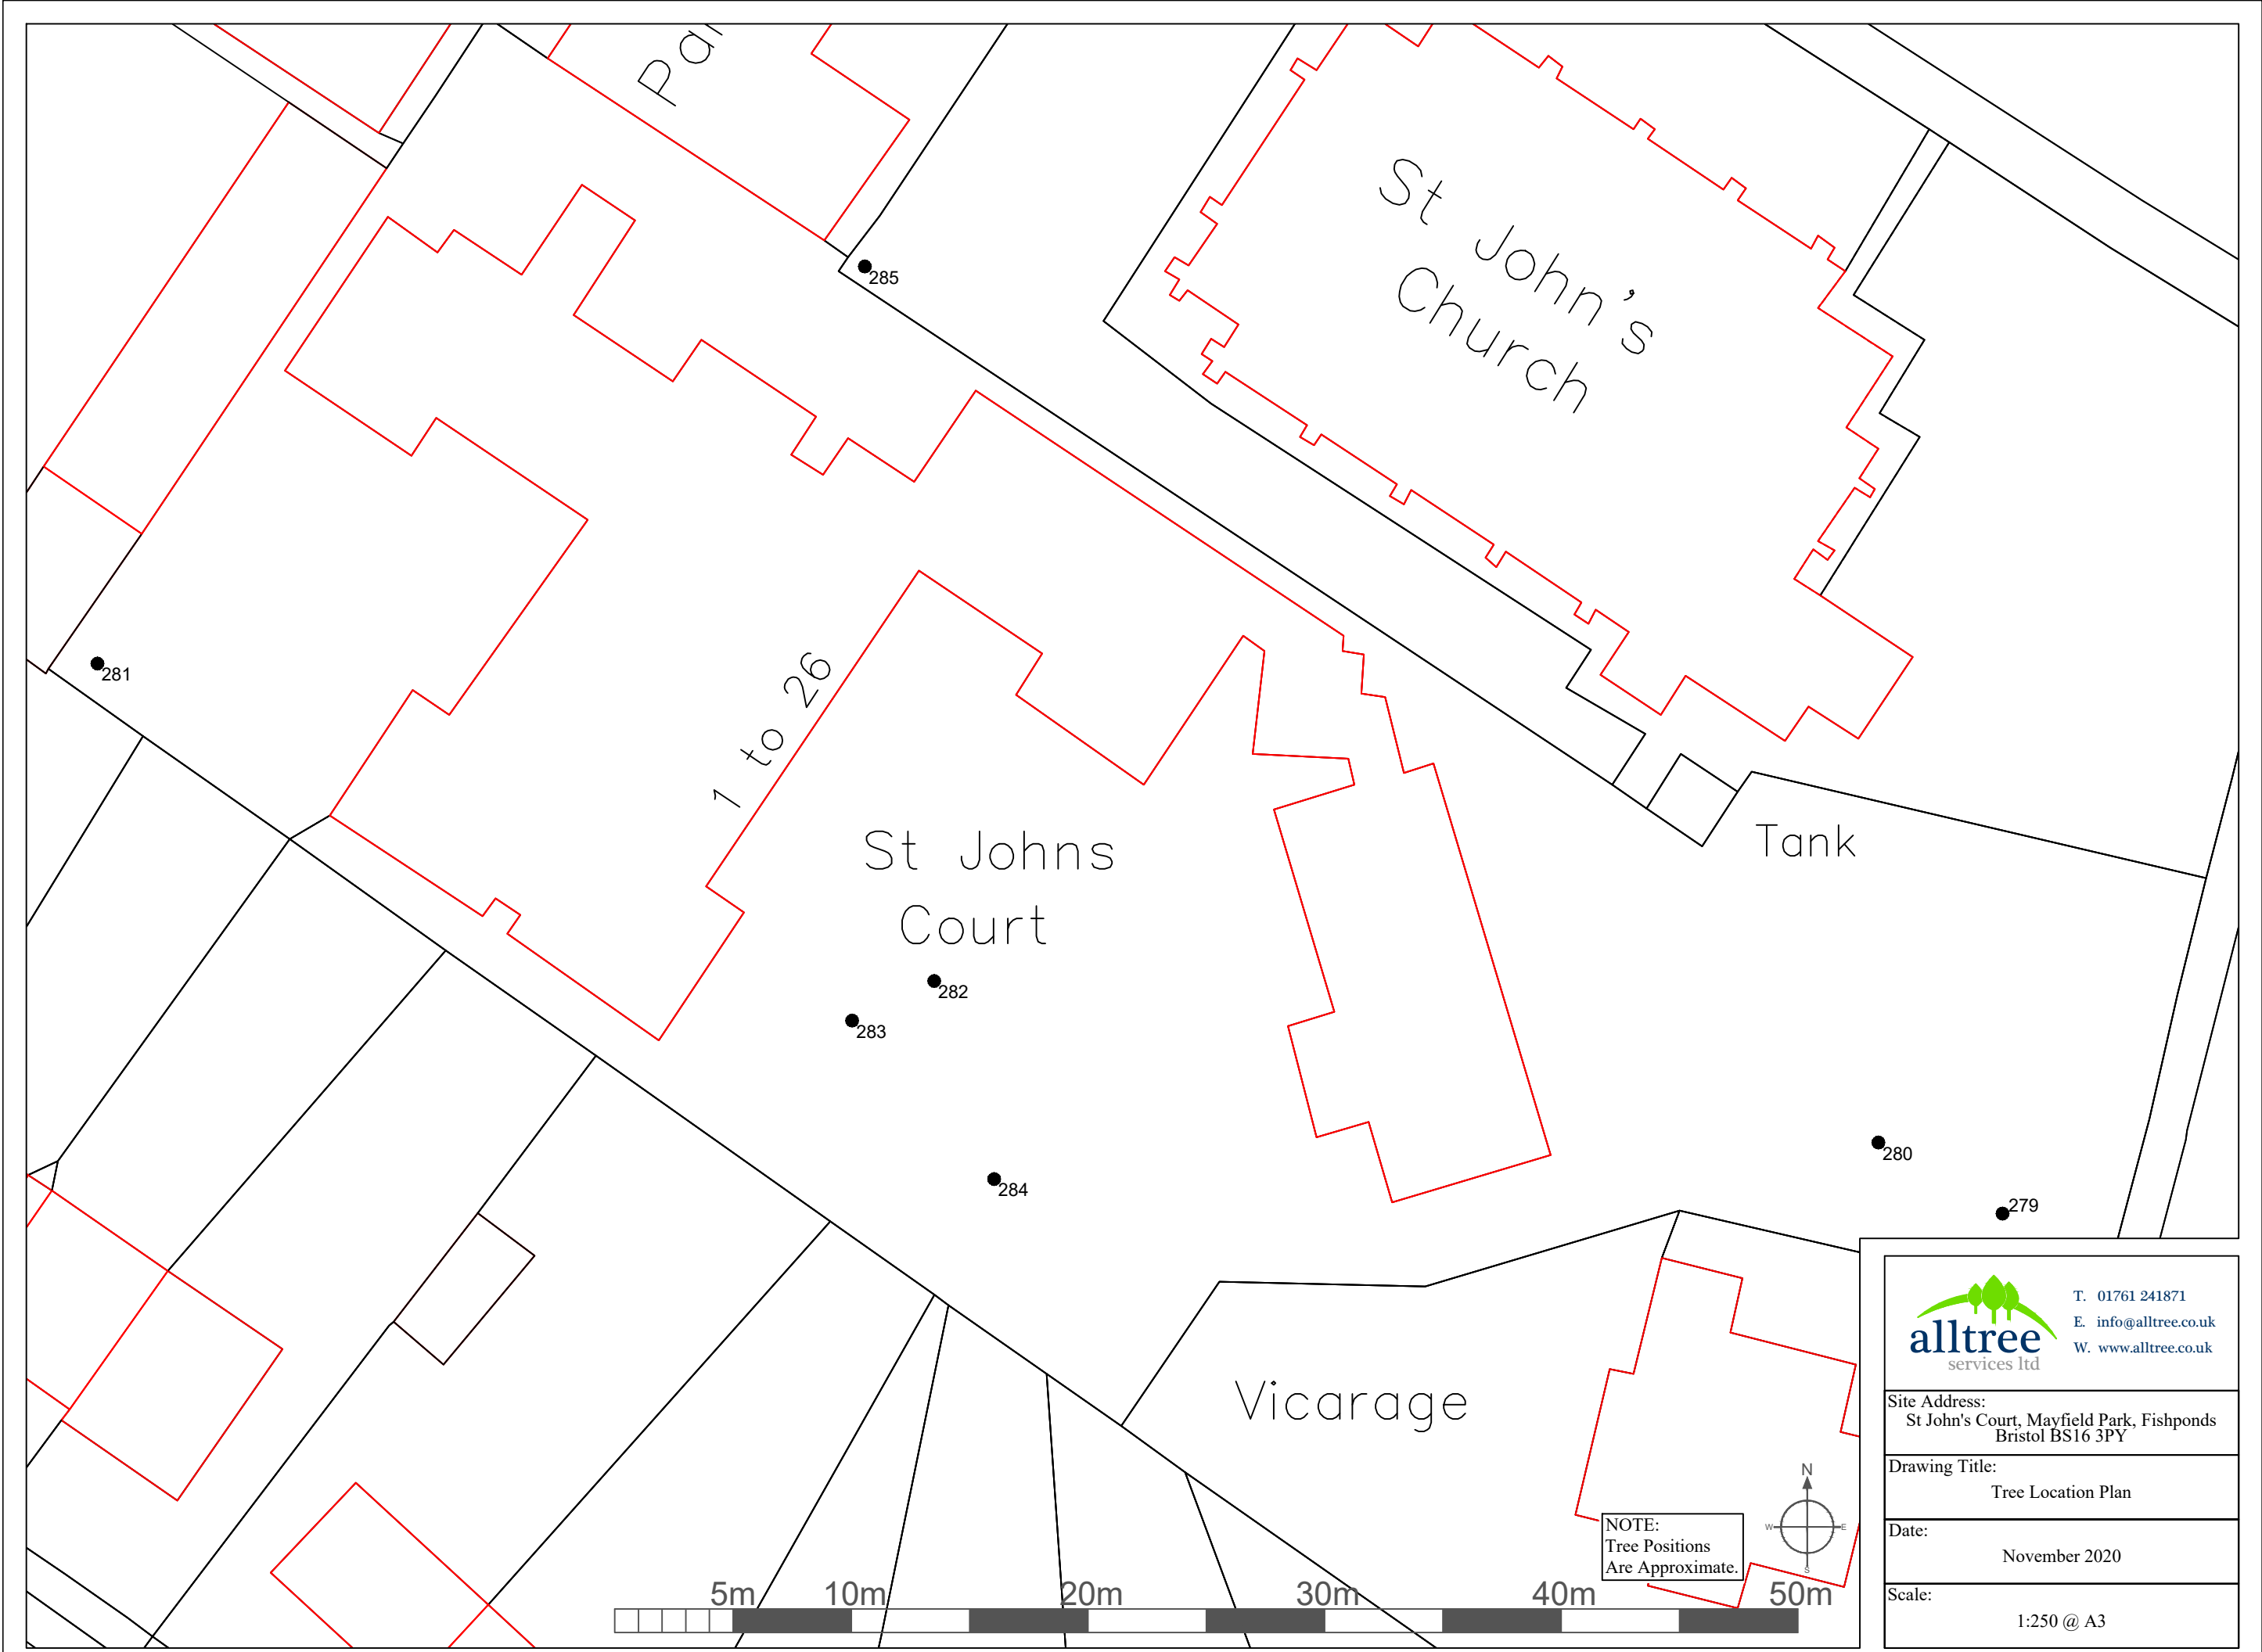 Pa
St John's
Church
285
281
1 to 26
St Johns
Court
Tank
282
283
284
280
279
Vicarage
NOTE:
Tree Positions
Are Approximate.
N
W
E
S
5m
10m
20m
30m
40m
50m
alltree
services ltd
T. 01761 241871
E. info@alltree.co.uk
W. www.alltree.co.uk
Site Address:
St John's Court, Mayfield Park, Fishponds
Bristol BS16 3PY
Drawing Title:
Tree Location Plan
Date:
November 2020
Scale:
1:250 @ A3